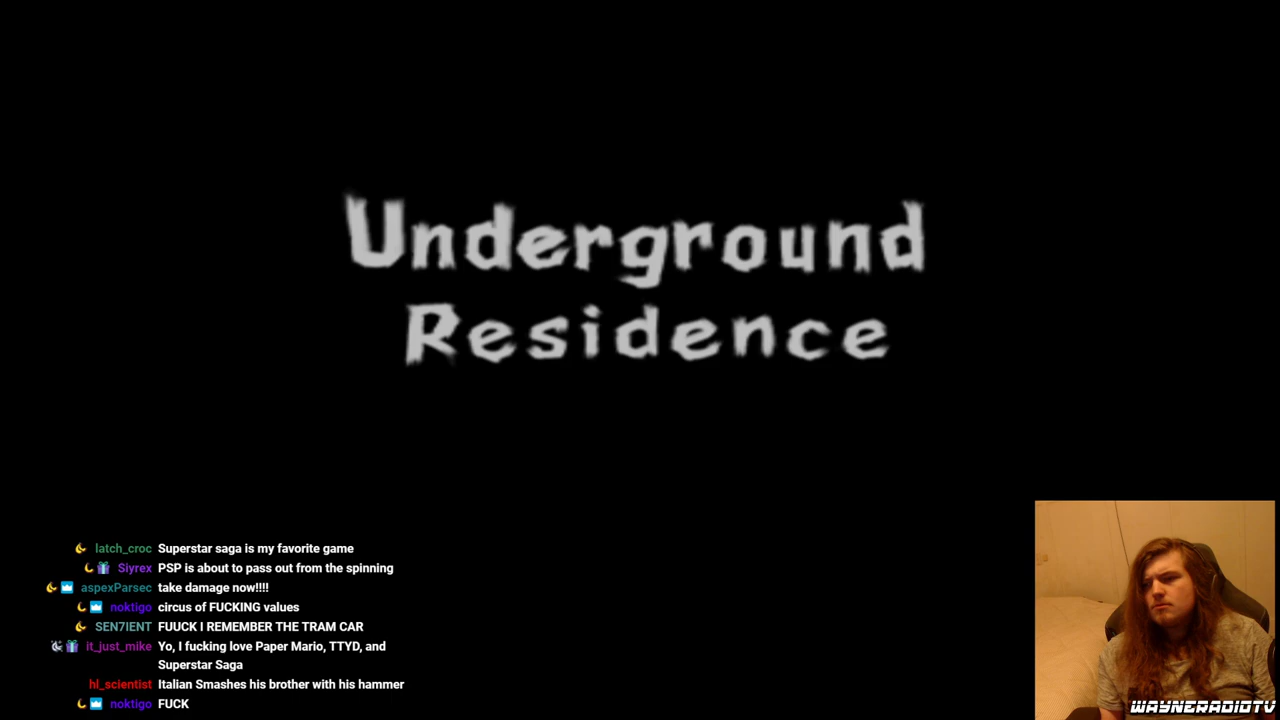 Underground
Residence
latch_croc Superstar saga is my favorite game
Siyrex PSP is about to pass out from the spinning
aspexParsec take damage now!!!!
noktigo circus of FUCKING values
SEN7IENT FUUCK I REMEMBER THE TRAM CAR
it_just_mike Yo, I fucking love Paper Mario, TTYD, and
Superstar Saga
hl_scientist Italian Smashes his brother with his hammer
noktigo FUCK
WAYNERADIOTV